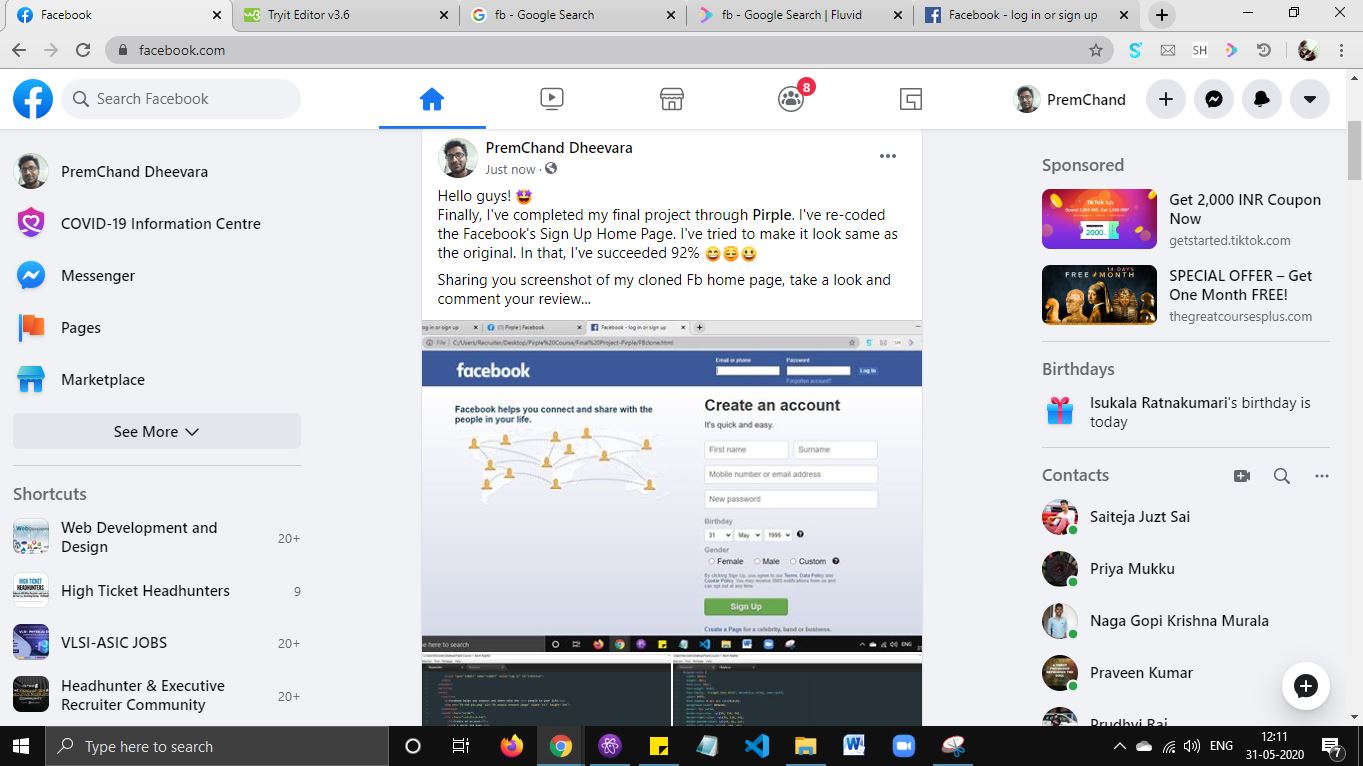 Facebook
Tryit Editor v3.6
fb - Google Search
fb - Google Search | Fluvid
Facebook - log in or sign up
facebook.com
SH
Search Facebook
8
PremChand
PremChand Dheevara
COVID-19 Information Centre
Messenger
Pages
Marketplace
See More
Shortcuts
Web Development and
Design
20+
High Ticket Headhunters
9
VLSI-ASIC JOBS
20+
Headhunter & Executive
Recruiter Community
20+
PremChand Dheevara
Just now ·
Hello guys!
Finally, I've completed my final project through Pirple. I've re-coded
the Facebook's Sign Up Home Page. I've tried to make it look same as
the original. In that, I've succeeded 92%
Sharing you screenshot of my cloned Fb home page, take a look and
comment your review...
og in or sign up
(1) Pirple | Facebook
Facebook - log in or sign up
File | C:/Users/Recruiter/Desktop/Pirple%20Course/Final%20Project-Pirple/FBclone.html
facebook
Email or phone
Password
Log In
Forgotten account?
Facebook helps you connect and share with the
people in your life.
Create an account
It's quick and easy.
First name
Surname
Mobile number or email address
New password
Birthday
31 May 1996
Gender
Female Male Custom
By clicking Sign Up, you agree to our Terms, Data Policy and
Cookie Policy. You may receive SMS notifications from us and
can opt out at any time.
Sign Up
Create a Page for a celebrity, band or business.
here to search
ENG
Sponsored
Get 2,000 INR Coupon
Now
getstarted.tiktok.com
SPECIAL OFFER – Get
One Month FREE!
thegreatcoursesplus.com
14-DAYS
FREE MONTH
Birthdays
Isukala Ratnakumari's birthday is
today
Contacts
Saiteja Juzt Sai
Priya Mukku
Naga Gopi Krishna Murala
Praveen Kumar
Prudhvi Raj
Type here to search
ENG
12:11
31-05-2020
7